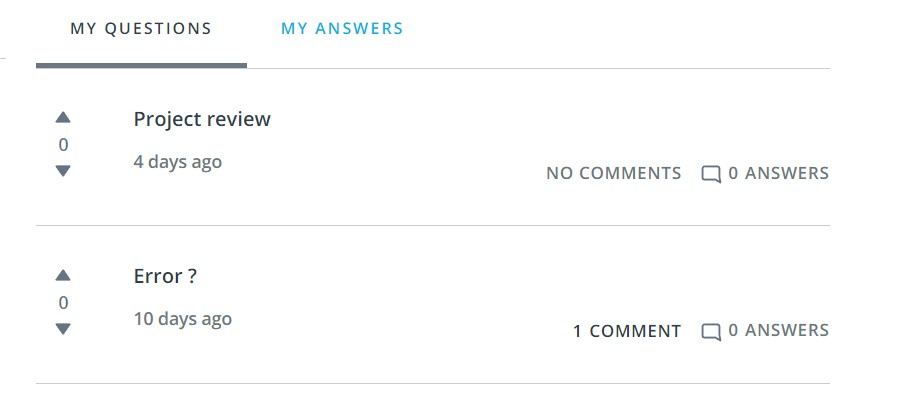 MY QUESTIONS MY ANSWERS
Project review
0
4 days ago
NO COMMENTS 0 ANSWERS
Error ?
0
10 days ago
1 COMMENT 0 ANSWERS